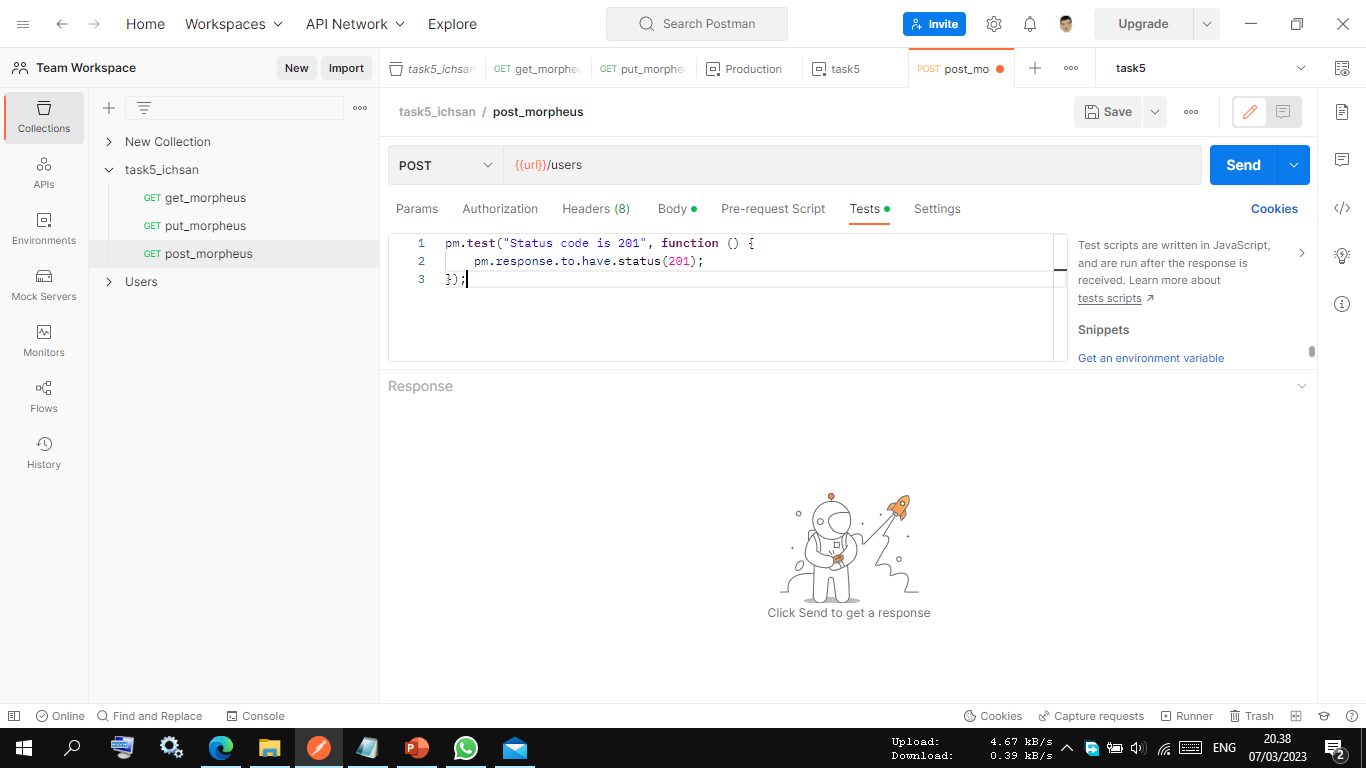 Home Workspaces API Network Explore Search Postman Invite Upgrade
Team Workspace New Import
task5_ichsan GET get_morpheu GET put_morpheu Production task5 POST post_mo task5
Collections
APIs
Environments
Mock Servers
Monitors
Flows
History
New Collection
task5_ichsan
GET get_morpheus
GET put_morpheus
GET post_morpheus
Users
task5_ichsan / post_morpheus Save
POST {{url}}/users Send
Params Authorization Headers (8) Body Pre-request Script Tests Settings Cookies
1 pm.test("Status code is 201", function () {
2 pm.response.to.have.status(201);
3 });
Test scripts are written in JavaScript,
and are run after the response is
received. Learn more about
tests scripts ↗
Snippets
Get an environment variable
Response
Click Send to get a response
Online Find and Replace Console Cookies Capture requests Runner Trash
Upload: 4.67 kB/s
Download: 0.39 kB/s
ENG
20.38
07/03/2023
2